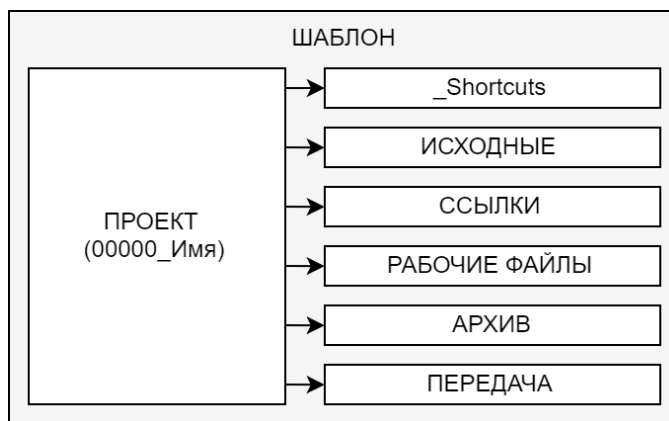 ШАБЛОН
ПРОЕКТ
(00000_Имя)
_Shortcuts
ИСХОДНЫЕ
ССЫЛКИ
РАБОЧИЕ ФАЙЛЫ
АРХИВ
ПЕРЕДАЧА